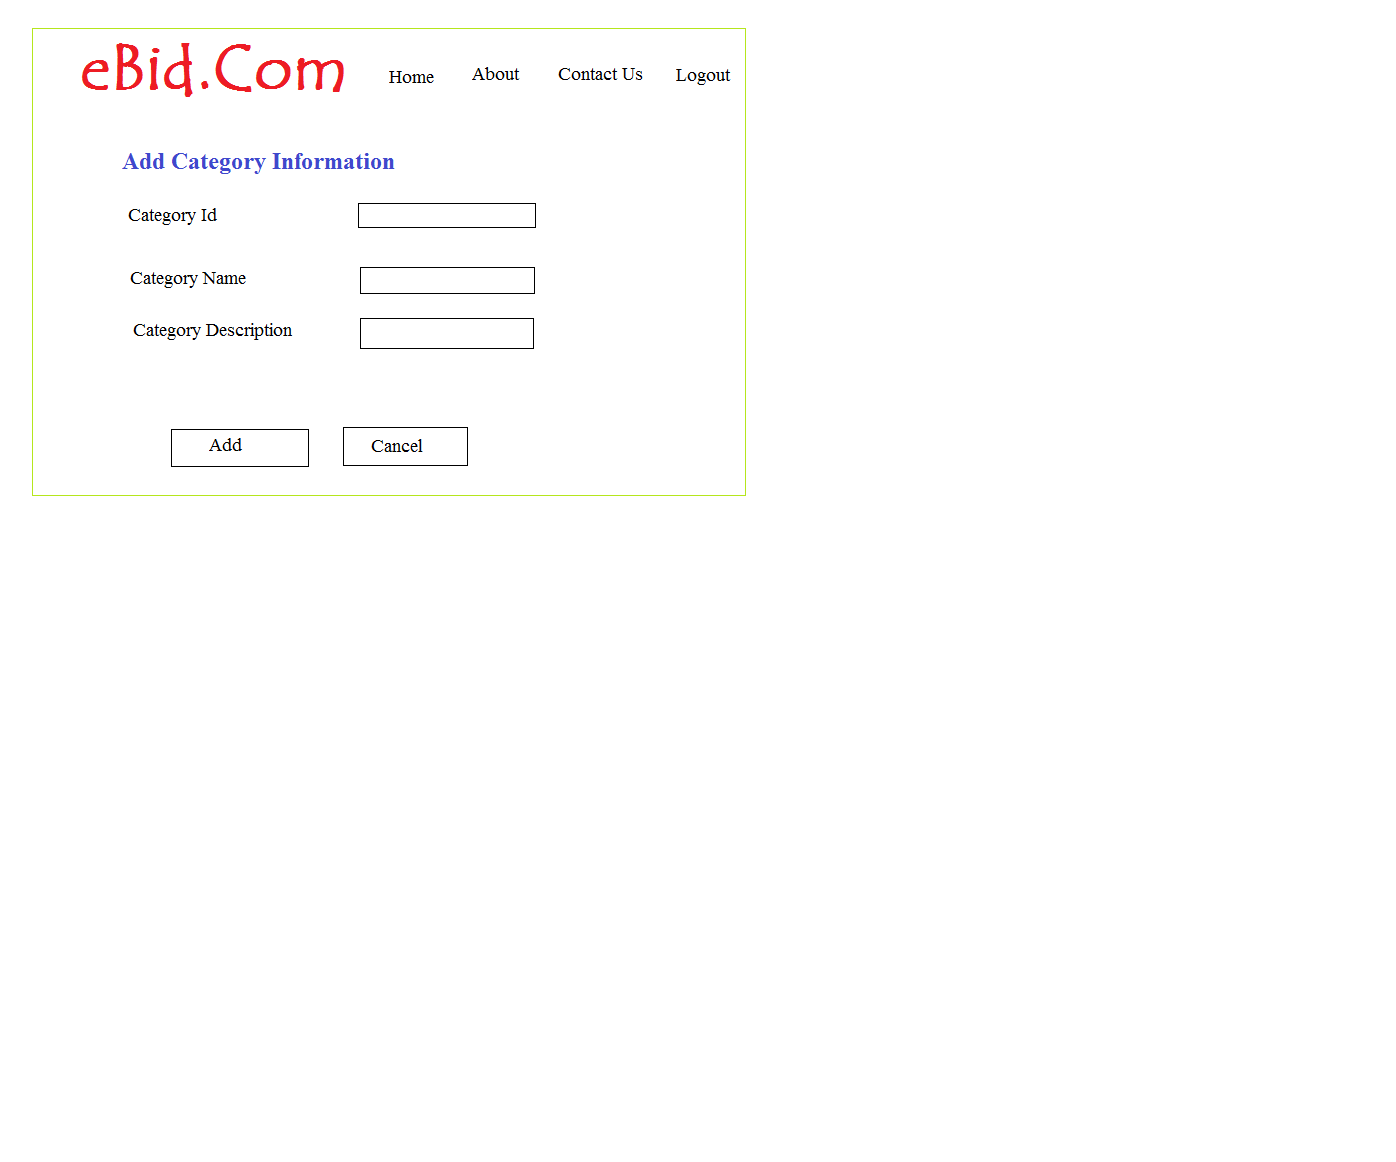 eBid.Com Home About Contact Us Logout
Add Category Information
Category Id
Category Name
Category Description
Add Cancel